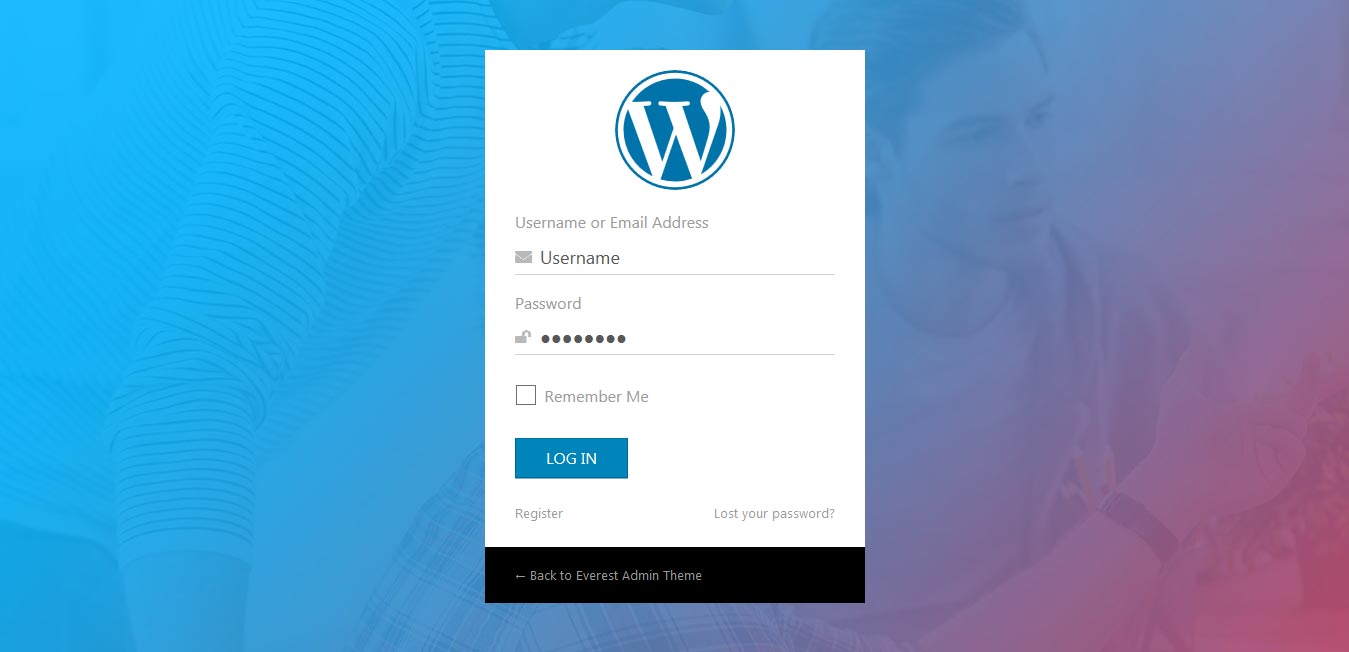 W
Username or Email Address
Username
Password
●●●●●●●●
Remember Me
LOG IN
Register
Lost your password?
← Back to Everest Admin Theme